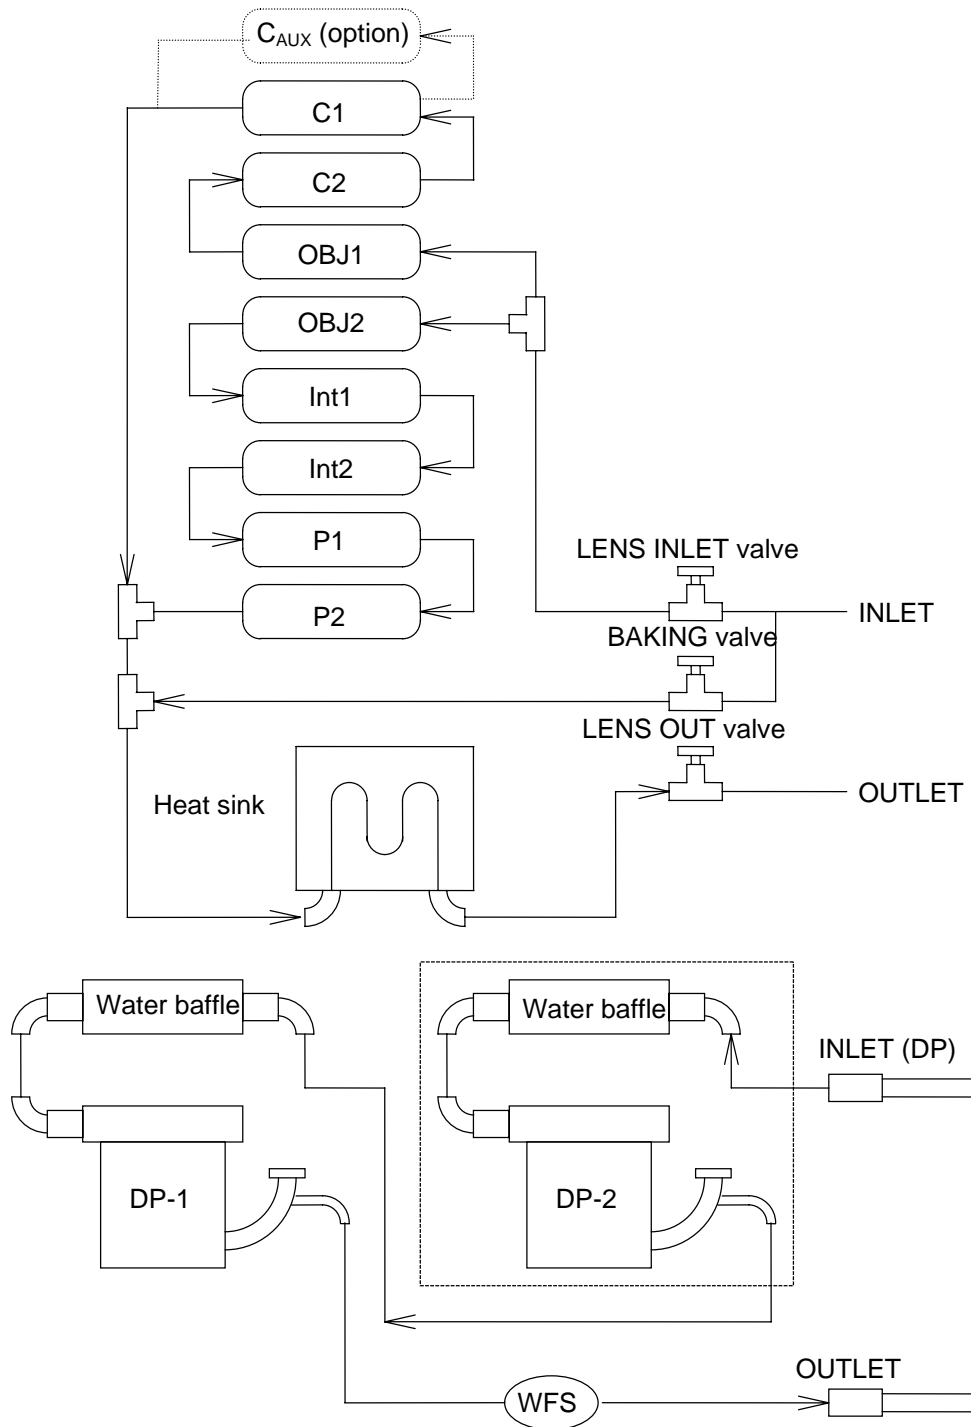 C_AUX (option)
C1
C2
OBJ1
OBJ2
Int1
Int2
P1
LENS INLET valve
P2
INLET
BAKING valve
LENS OUT valve
Heat sink
OUTLET
Water baffle
Water baffle
INLET (DP)
DP-1
DP-2
OUTLET
WFS